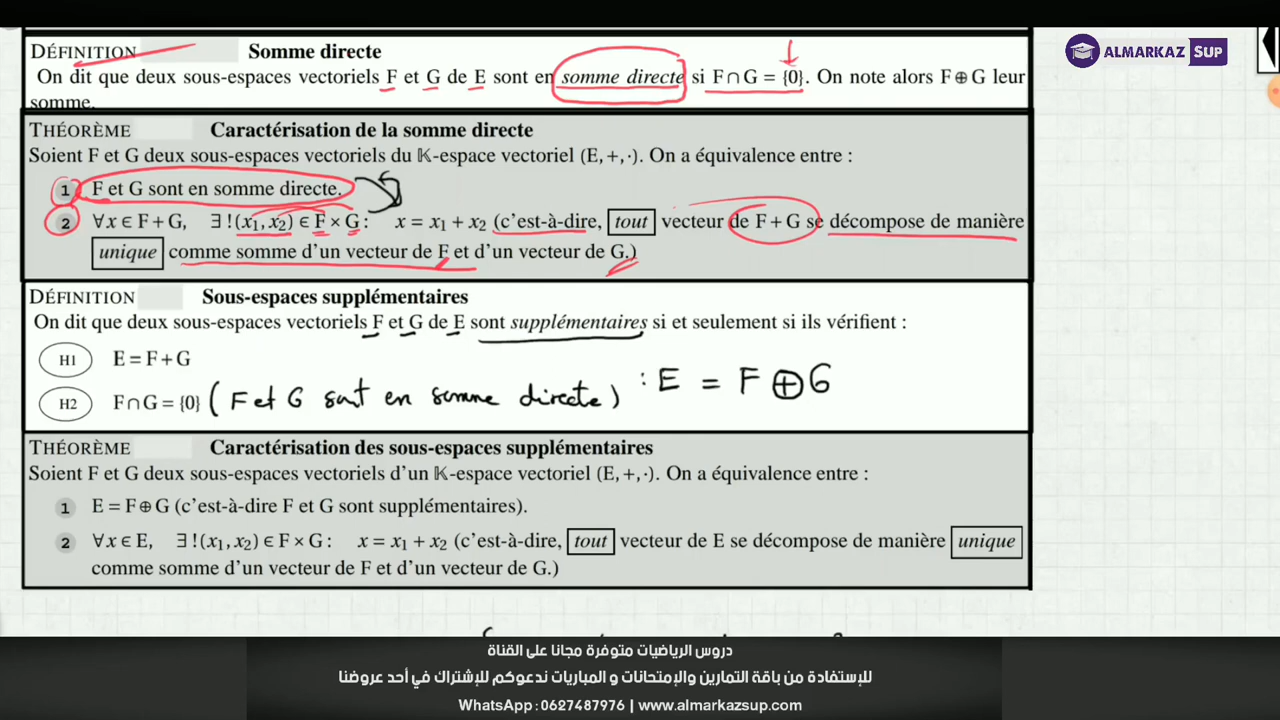 DÉFINITION Somme directe
On dit que deux sous-espaces vectoriels F et G de E sont en somme directe si F∩G = {0}. On note alors F⊕G leur
somme.
THÉORÈME Caractérisation de la somme directe
Soient F et G deux sous-espaces vectoriels du 𝕂-espace vectoriel (E,+,·). On a équivalence entre :
1 F et G sont en somme directe.
2 ∀x ∈ F+G, ∃!(x₁,x₂) ∈ F × G : x = x₁ + x₂ (c’est-à-dire, tout vecteur de F+G se décompose de manière
unique comme somme d’un vecteur de F et d’un vecteur de G.)
DÉFINITION Sous-espaces supplémentaires
On dit que deux sous-espaces vectoriels F et G de E sont supplémentaires si et seulement si ils vérifient :
H1 E = F+G
H2 F∩G = {0} (F et G sont en somme directe) : E = F ⊕ G
THÉORÈME Caractérisation des sous-espaces supplémentaires
Soient F et G deux sous-espaces vectoriels d’un 𝕂-espace vectoriel (E,+,·). On a équivalence entre :
1 E = F⊕G (c’est-à-dire F et G sont supplémentaires).
2 ∀x ∈ E, ∃!(x₁,x₂) ∈ F × G : x = x₁ + x₂ (c’est-à-dire, tout vecteur de E se décompose de manière unique
comme somme d’un vecteur de F et d’un vecteur de G.)
ALMARKAZ SUP
دروس الرياضيات متوفرة مجانا على القناة
للإستفادة من باقة التمارين والإمتحانات و المباريات ندعوكم للإشتراك في أحد عروضنا
WhatsApp : 0627487976 | www.almarkazsup.com